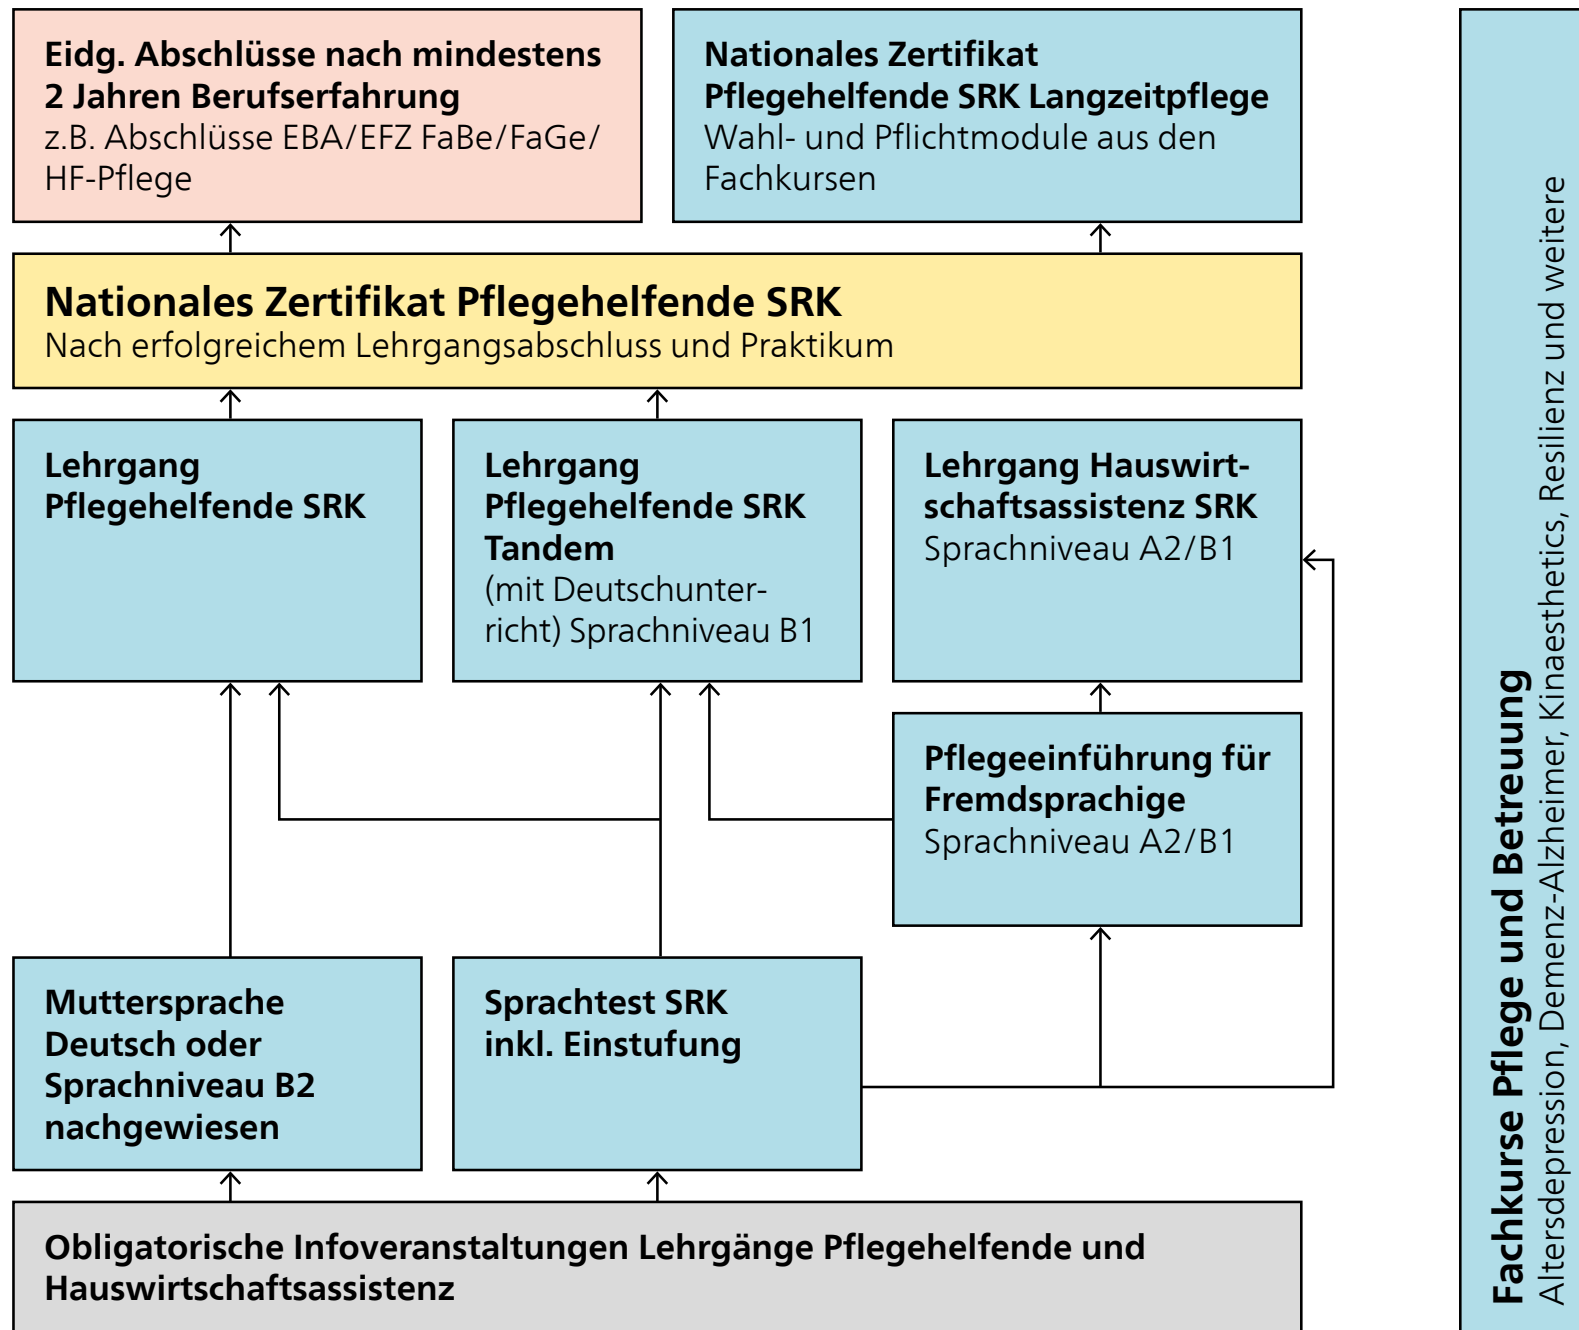 Eidg. Abschlüsse nach mindestens
2 Jahren Berufserfahrung
z.B. Abschlüsse EBA/EFZ FaBe/FaGe/
HF-Pflege
Nationales Zertifikat
Pflegehelfende SRK Langzeitpflege
Wahl- und Pflichtmodule aus den
Fachkursen
Nationales Zertifikat Pflegehelfende SRK
Nach erfolgreichem Lehrgangsabschluss und Praktikum
Lehrgang
Pflegehelfende SRK
Lehrgang
Pflegehelfende SRK
Tandem
(mit Deutschunter-
richt) Sprachniveau B1
Lehrgang Hauswirt-
schaftsassistenz SRK
Sprachniveau A2/B1
Pflegeeinführung für
Fremdsprachige
Sprachniveau A2/B1
Muttersprache
Deutsch oder
Sprachniveau B2
nachgewiesen
Sprachtest SRK
inkl. Einstufung
Obligatorische Infoveranstaltungen Lehrgänge Pflegehelfende und
Hauswirtschaftsassistenz
Fachkurse Pflege und Betreuung
Altersdepression, Demenz-Alzheimer, Kinaesthetics, Resilienz und weitere